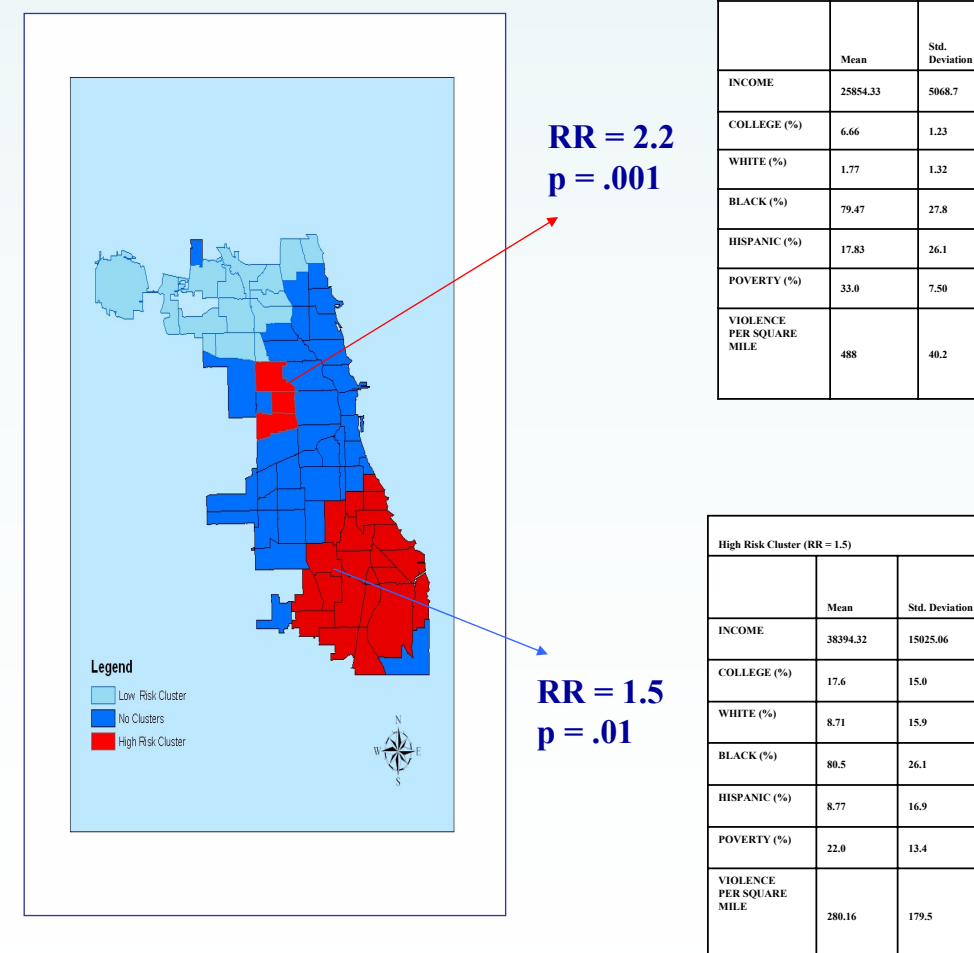 RR = 2.2
p = .001
Mean
Std.
Deviation
INCOME 25854.33 5068.7
COLLEGE (%) 6.66 1.23
WHITE (%) 1.77 1.32
BLACK (%) 79.47 27.8
HISPANIC (%) 17.83 26.1
POVERTY (%) 33.0 7.50
VIOLENCE
PER SQUARE
MILE
488 40.2
Legend
Low Risk Cluster
No Clusters
High Risk Cluster
N
W E
S
RR = 1.5
p = .01
High Risk Cluster (RR = 1.5)
Mean Std. Deviation
INCOME 38394.32 15025.06
COLLEGE (%) 17.6 15.0
WHITE (%) 8.71 15.9
BLACK (%) 80.5 26.1
HISPANIC (%) 8.77 16.9
POVERTY (%) 22.0 13.4
VIOLENCE
PER SQUARE
MILE
280.16 179.5